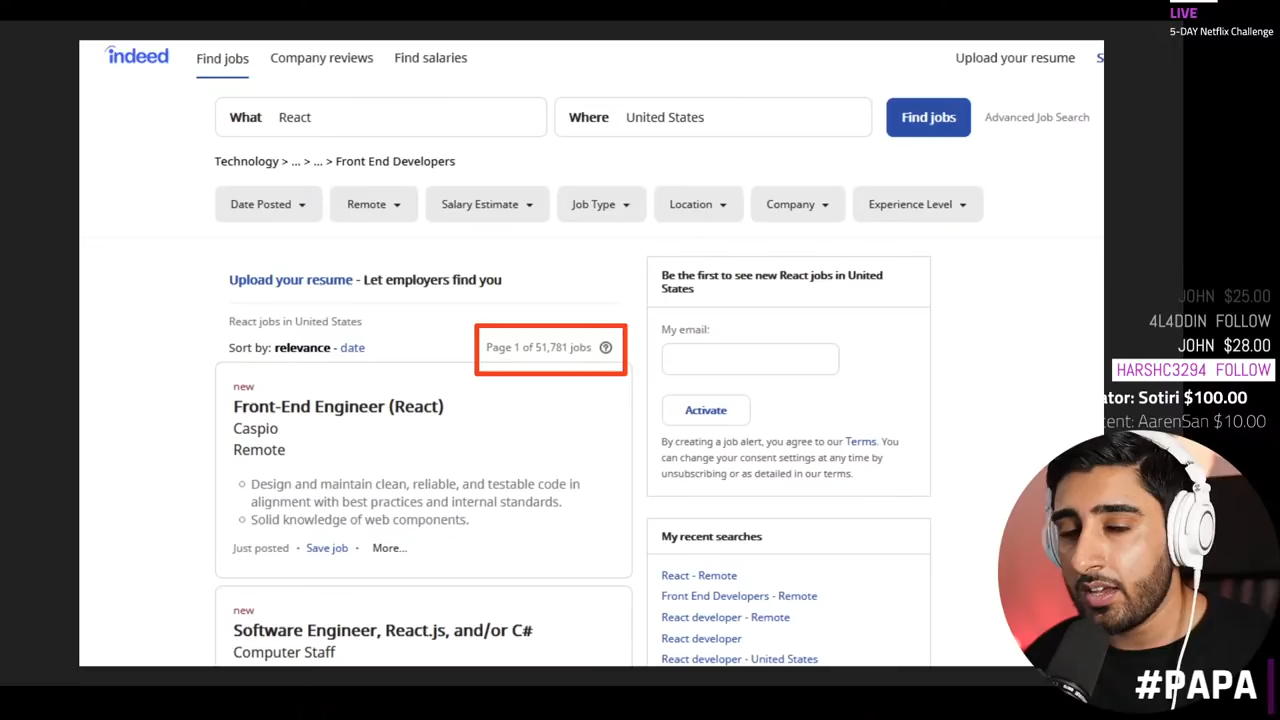 LIVE
5-DAY Netflix Challenge
indeed
Find jobs
Company reviews
Find salaries
Upload your resume
S
What React
Where United States
Find jobs
Advanced Job Search
Technology > ... > ... > Front End Developers
Date Posted
Remote
Salary Estimate
Job Type
Location
Company
Experience Level
Upload your resume - Let employers find you
React jobs in United States
Sort by: relevance - date
Page 1 of 51,781 jobs
new
Front-End Engineer (React)
Caspio
Remote
Design and maintain clean, reliable, and testable code in
alignment with best practices and internal standards.
Solid knowledge of web components.
Just posted · Save job · More...
new
Software Engineer, React.js, and/or C#
Computer Staff
Be the first to see new React jobs in United
States
My email:
Activate
By creating a job alert, you agree to our Terms. You
can change your consent settings at any time by
unsubscribing or as detailed in our terms.
My recent searches
React - Remote
Front End Developers - Remote
React developer - Remote
React developer
React developer - United States
JOHN $25.00
4L4DDIN FOLLOW
JOHN $28.00
HARSHC3294 FOLLOW
ator: Sotiri $100.00
cent: AarenSan $10.00
#PAPA